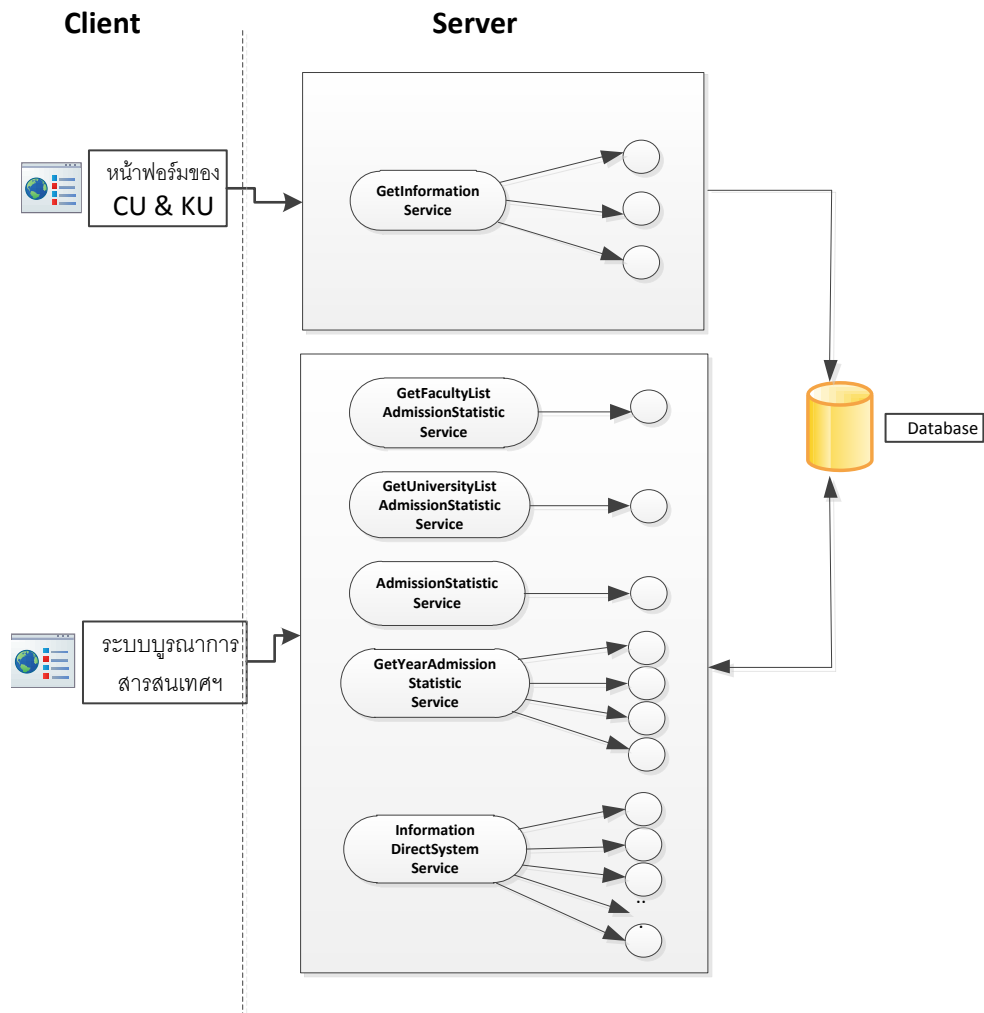 Client
Server
หน้าฟอร์มของ
CU & KU
GetInformation
Service
GetFacultyList
AdmissionStatistic
Service
GetUniversityList
AdmissionStatistic
Service
AdmissionStatistic
Service
GetYearAdmission
Statistic
Service
Information
DirectSystem
Service
ระบบบูรณาการ
สารสนเทศฯ
Database